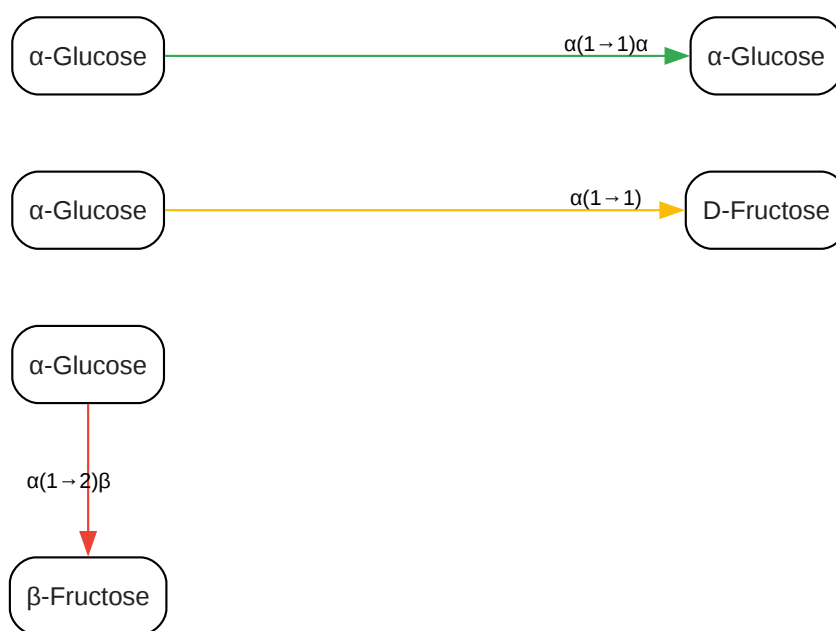 α-Glucose
α(1→1)α
α-Glucose
α-Glucose
α(1→1)
D-Fructose
α-Glucose
α(1→2)β
β-Fructose